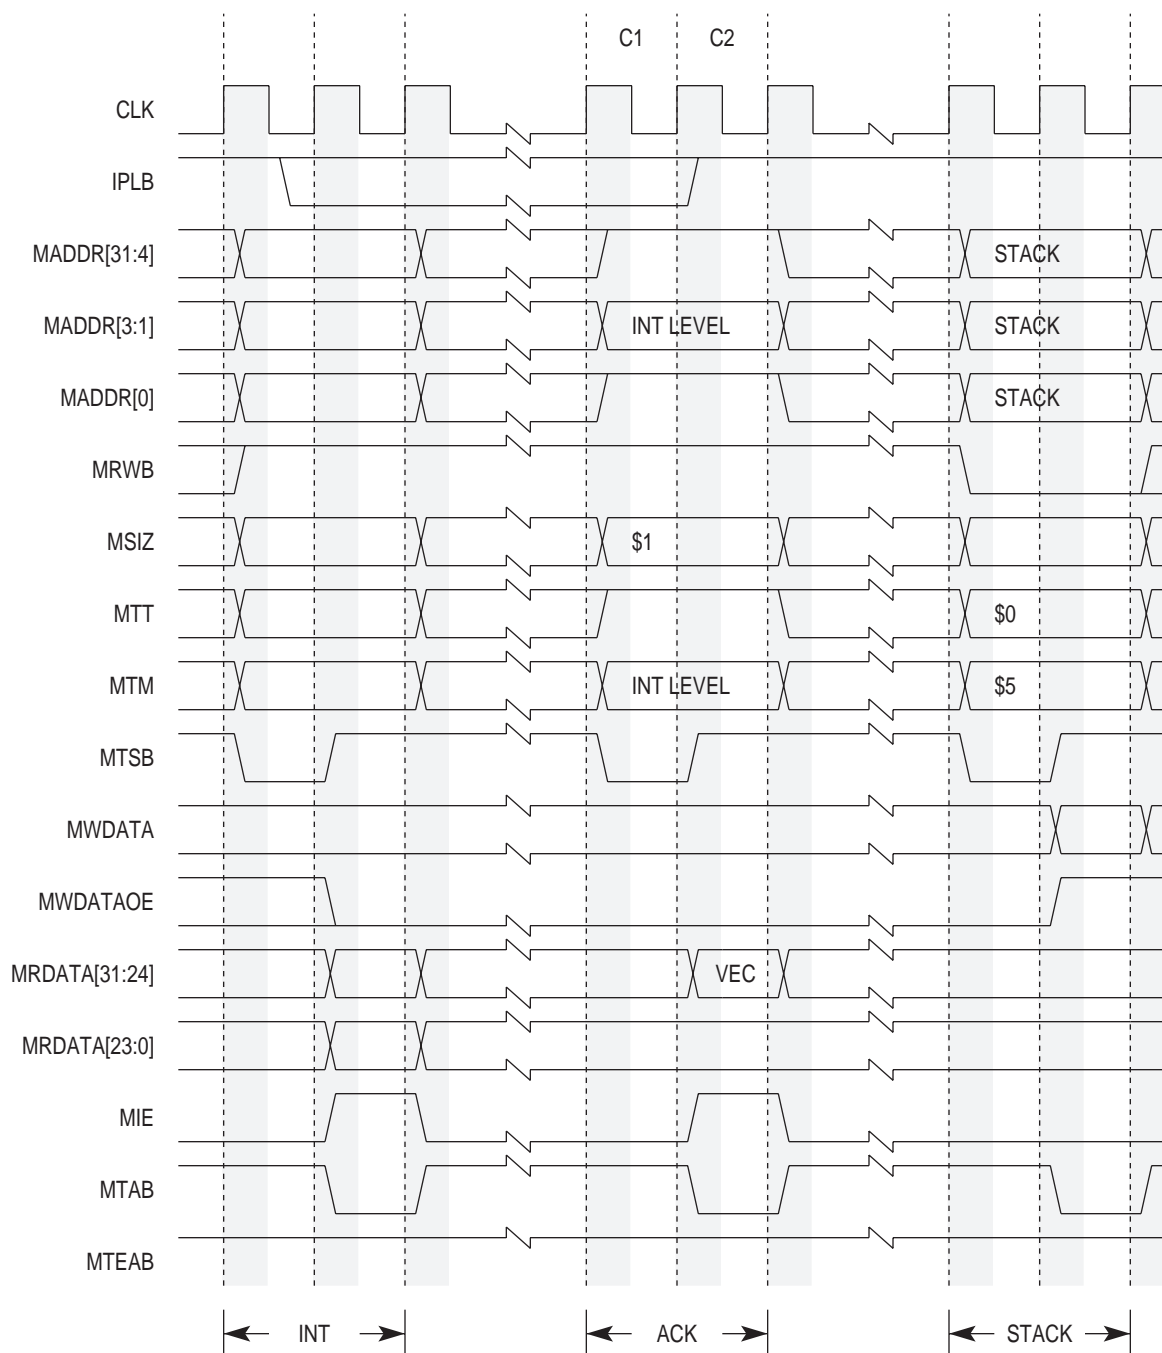 C1 C2
CLK
IPLB
MADDR[31:4] STACK
MADDR[3:1] INT LEVEL STACK
MADDR[0] STACK
MRWB
MSIZ $1
MTT $0
MTM INT LEVEL $5
MTSB
MWDATA
MWDATAOE
MRDATA[31:24] VEC
MRDATA[23:0]
MIE
MTAB
MTEAB
INT ACK STACK